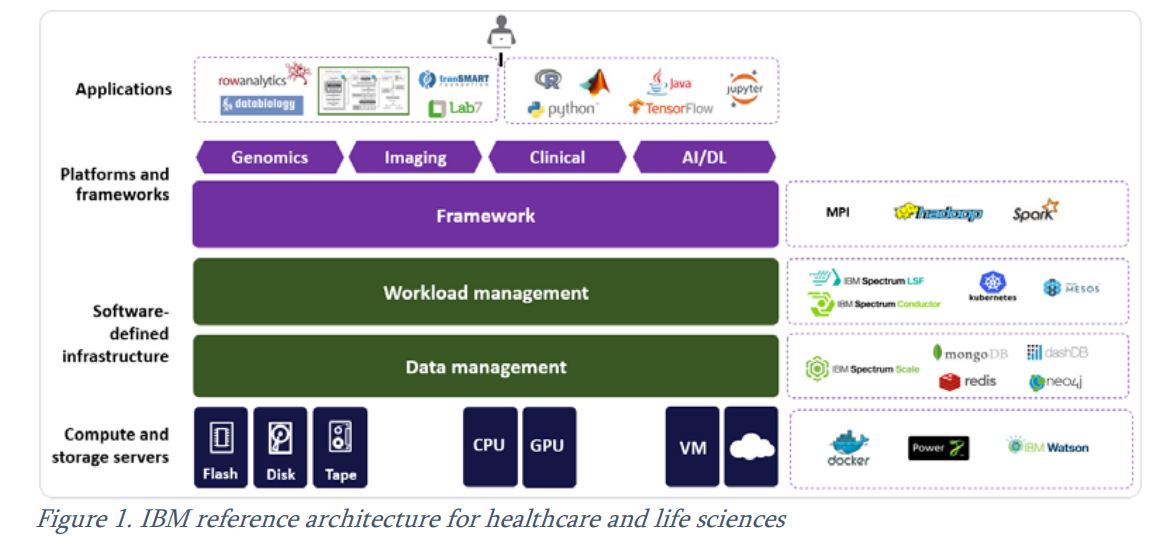 Applications
rowanalytics
databiology
tranSMART
FOUNDATION
Lab7
R
python
Java
TensorFlow
jupyter
Platforms and
frameworks
Genomics
Imaging
Clinical
AI/DL
Framework
MPI
hadoop
Spark
Software-
defined
infrastructure
Workload management
IBM Spectrum LSF
IBM Spectrum Conductor
kubernetes
MESOS
Data management
IBM Spectrum Scale
mongoDB
redis
dashDB
neo4j
Compute and
storage servers
Flash
Disk
Tape
CPU
GPU
VM
docker
Power
IBM Watson
Figure 1. IBM reference architecture for healthcare and life sciences